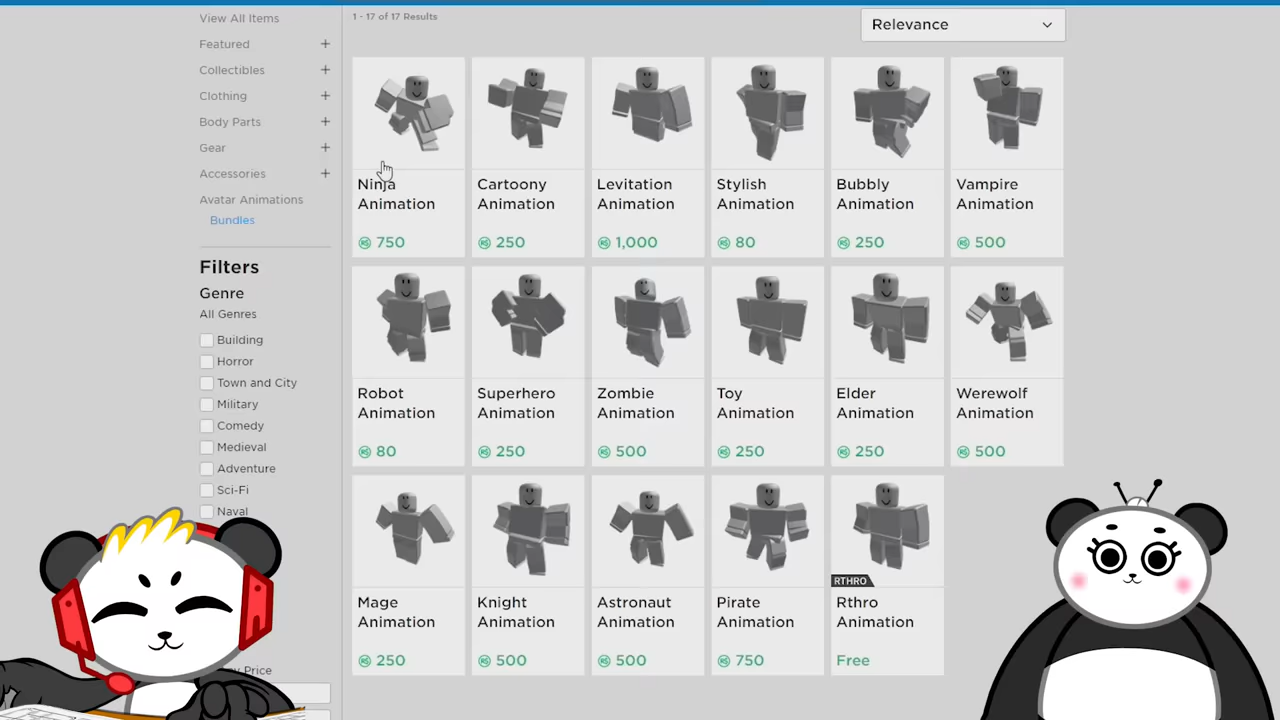 View All Items
Featured +
Collectibles +
Clothing +
Body Parts +
Gear +
Accessories +
Avatar Animations
Bundles
Filters
Genre
All Genres
Building
Horror
Town and City
Military
Comedy
Medieval
Adventure
Sci-Fi
Naval
Price
1 - 17 of 17 Results
Relevance
Ninja
Animation
750
Cartoony
Animation
250
Levitation
Animation
1,000
Stylish
Animation
80
Bubbly
Animation
250
Vampire
Animation
500
Robot
Animation
80
Superhero
Animation
250
Zombie
Animation
500
Toy
Animation
250
Elder
Animation
250
Werewolf
Animation
500
Mage
Animation
250
Knight
Animation
500
Astronaut
Animation
500
Pirate
Animation
750
RTHRO
Rthro
Animation
Free